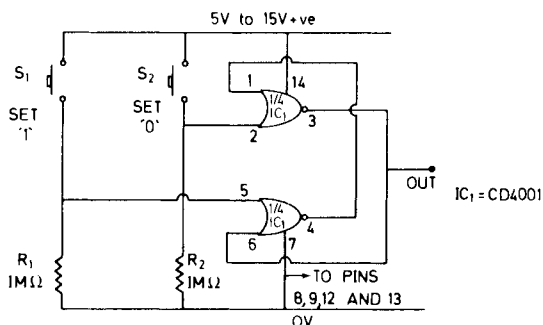 5V to 15V+ve
S₁
SET
'1'
S₂
SET
'0'
1
14
1/4
IC₁
3
2
OUT
IC₁ = CD4001
5
1/4
IC₁
4
6
7
R₁
1MΩ
R₂
1MΩ
TO PINS
8,9,12 AND 13
0V